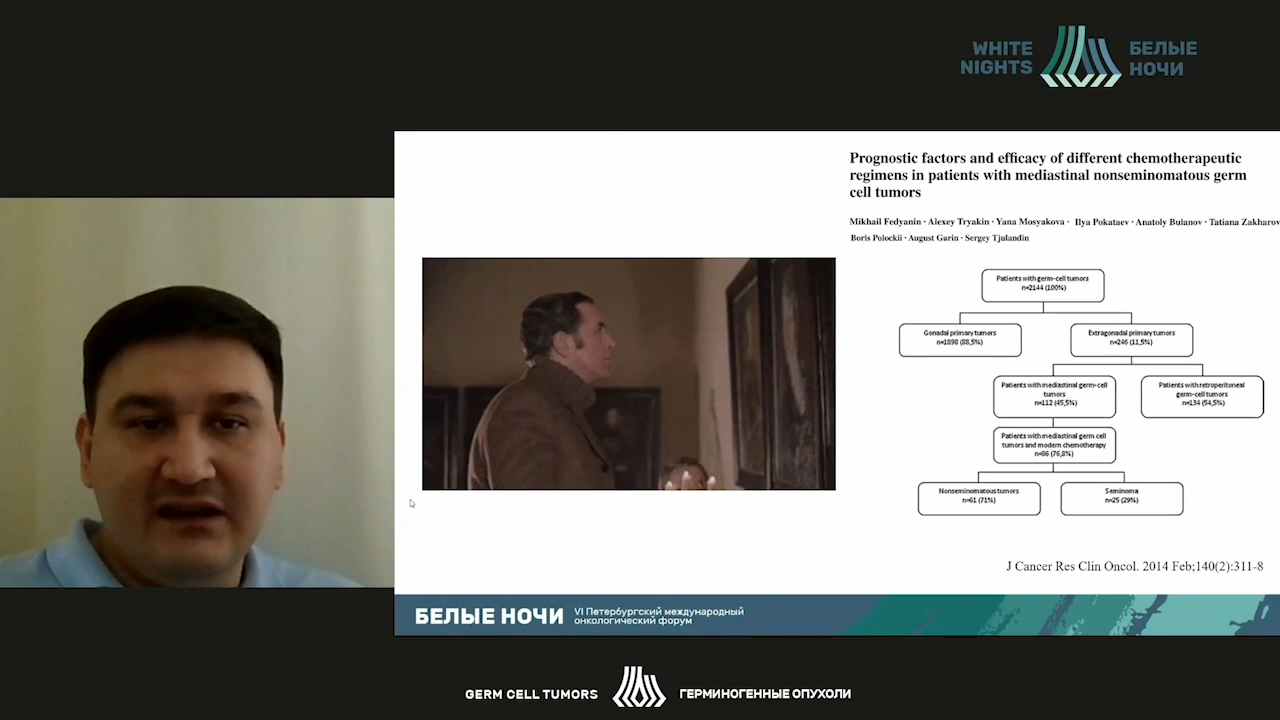 WHITE
NIGHTS
БЕЛЫЕ
НОЧИ
Prognostic factors and efficacy of different chemotherapeutic
regimens in patients with mediastinal nonseminomatous germ
cell tumors
Mikhail Fedyanin · Alexey Tryakin · Yana Mosyakova · Ilya Pokataev · Anatoly Bulanov · Tatiana Zakharov
Boris Polockii · August Garin · Sergey Tjulandin
Patients with germ-cell tumors
n=2144 (100%)
Gonadal primary tumors
n=1898 (88,5%)
Extragonadal primary tumors
n=246 (11,5%)
Patients with mediastinal germ-cell
tumors
n=112 (45,5%)
Patients with retroperitoneal
germ-cell tumors
n=134 (54,5%)
Patients with mediastinal germ cell
tumors and modern chemotherapy
n=86 (76,8%)
Nonseminomatous tumors
n=61 (71%)
Seminoma
n=25 (29%)
J Cancer Res Clin Oncol. 2014 Feb;140(2):311-8
БЕЛЫЕ НОЧИ
VI Петербургский международный
онкологический форум
GERM CELL TUMORS
ГЕРМИНОГЕННЫЕ ОПУХОЛИ